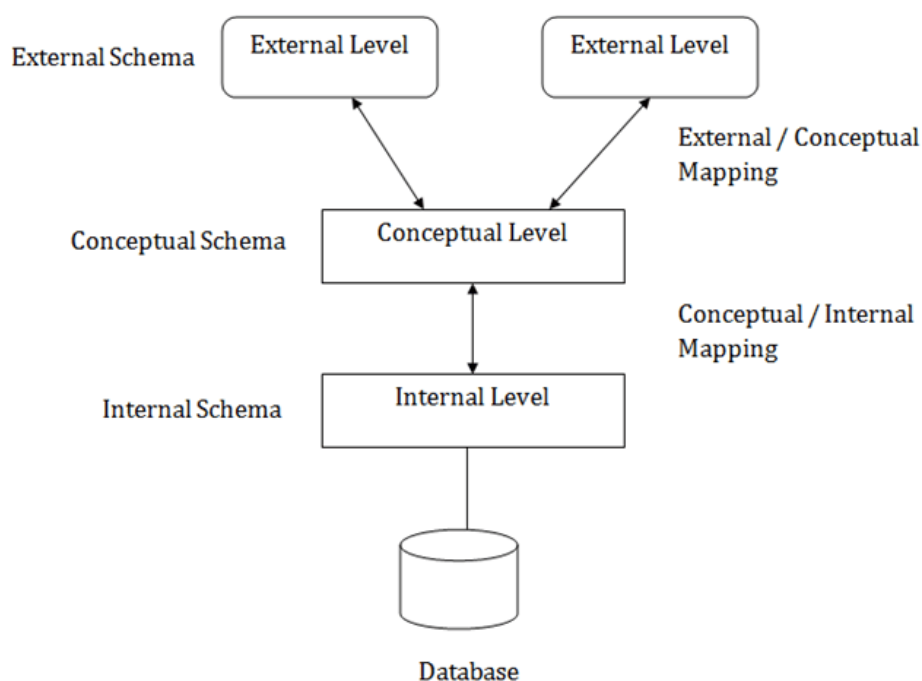 External Level
External Level
External Schema
External / Conceptual
Mapping
Conceptual Level
Conceptual Schema
Conceptual / Internal
Mapping
Internal Level
Internal Schema
Database